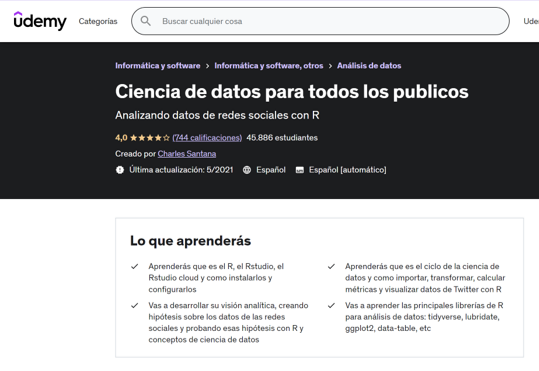 udemy Categorías Buscar cualquier cosa
Informática y software > Informática y software, otros > Análisis de datos
Ciencia de datos para todos los publicos
Analizando datos de redes sociales con R
4,0 (744 calificaciones) 45.886 estudiantes
Creado por Charles Santana
Última actualización: 5/2021 Español Español [automático]
Lo que aprenderás
Aprenderás que es el R, el Rstudio, el
Rstudio cloud y como instalarlos y
configurarlos
Aprenderás que es el ciclo de la ciencia de
datos y como importar, transformar, calcular
métricas y visualizar datos de Twitter con R
Vas a desarrollar su visión analítica, creando
hipótesis sobre los datos de las redes
sociales y probando esas hipótesis con R y
conceptos de ciencia de datos
Vas a aprender las principales librerías de R
para análisis de datos: tidyverse, lubridate,
ggplot2, data-table, etc